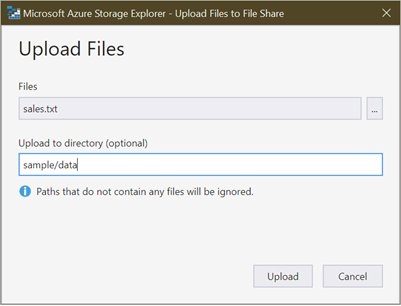 Microsoft Azure Storage Explorer - Upload Files to File Share
Upload Files
Files
sales.txt
...
Upload to directory (optional)
sample/data
Paths that do not contain any files will be ignored.
Upload
Cancel